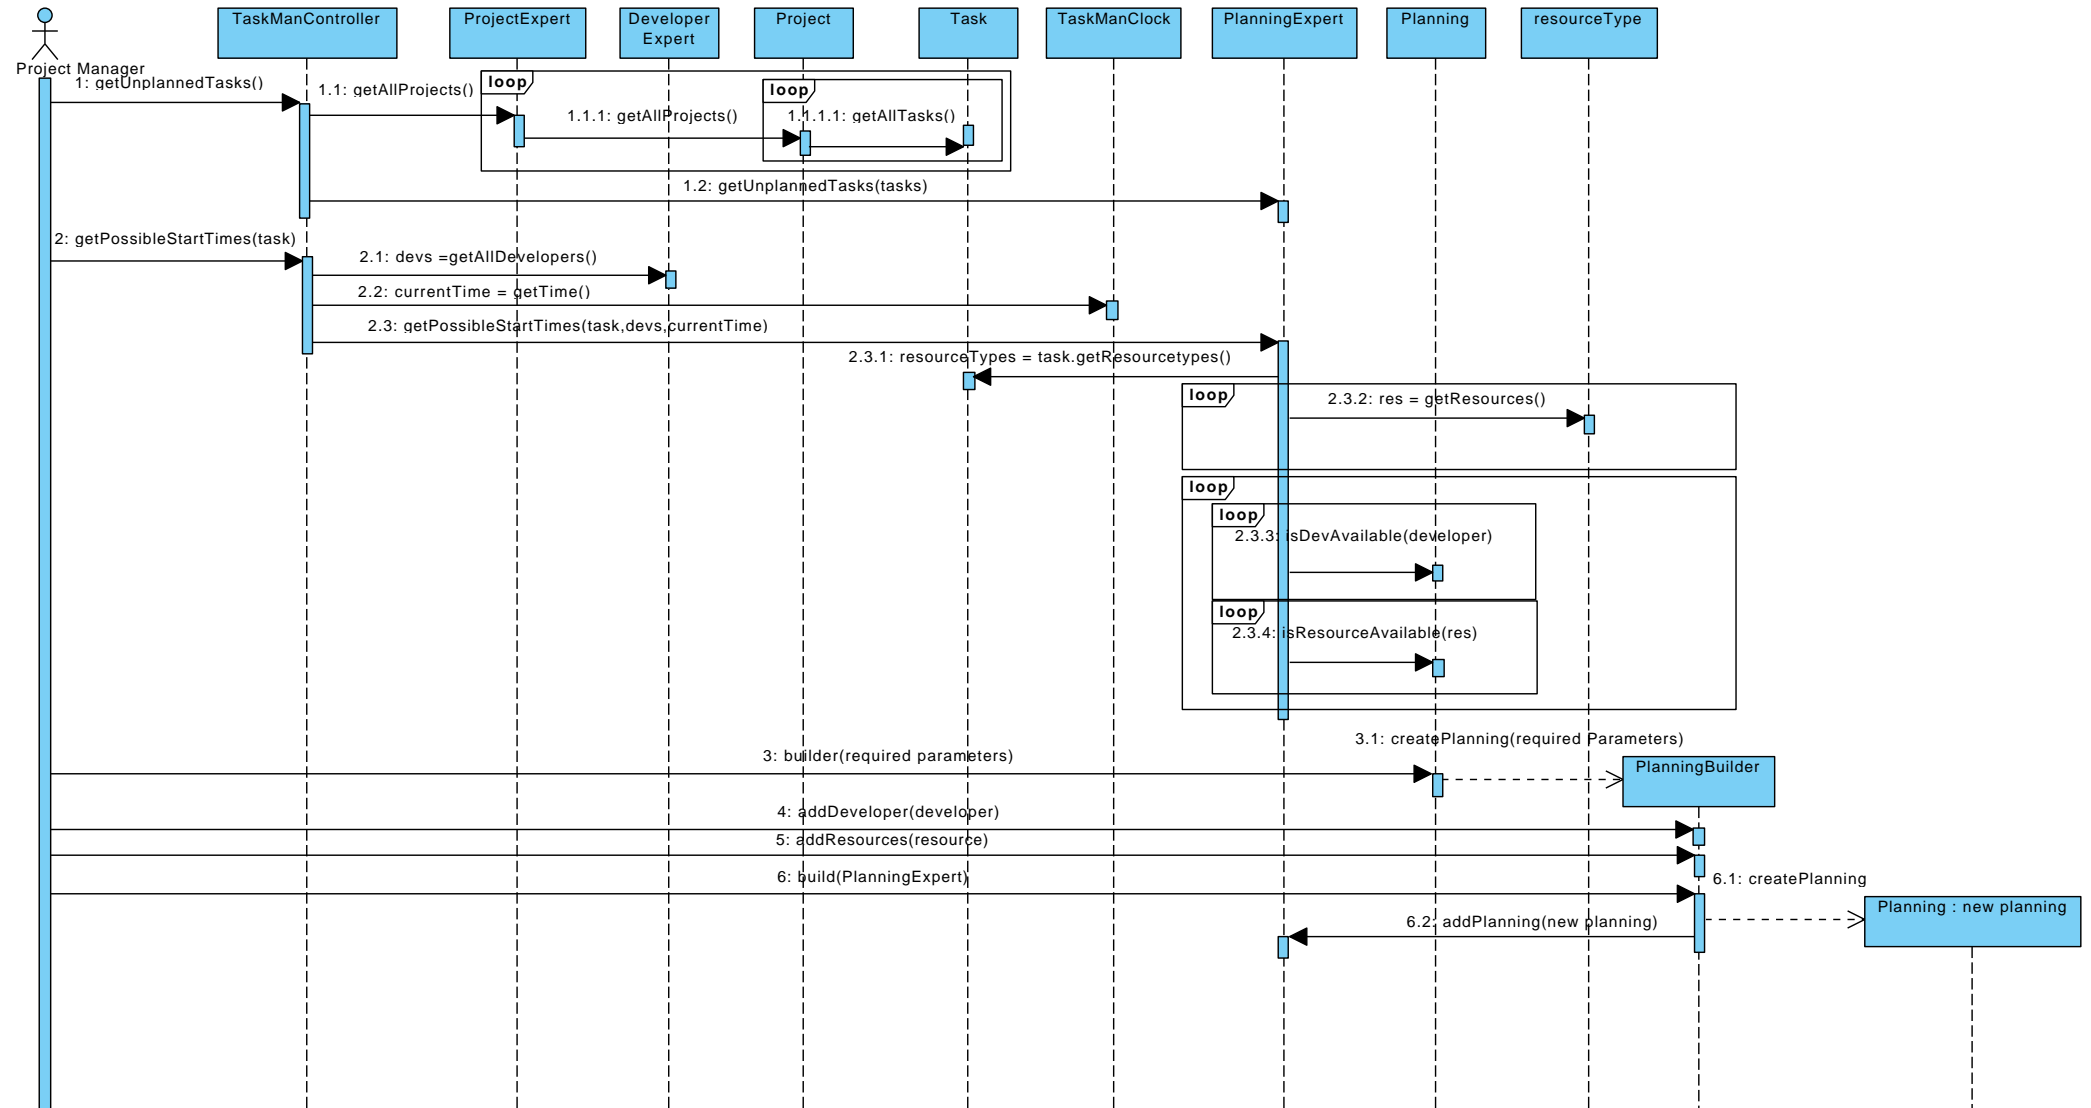 TaskManController
ProjectExpert
Developer
Expert
Project
Task
TaskManClock
PlanningExpert
Planning
resourceType
Project Manager
1: getUnplannedTasks()
1.1: getAllProjects()
loop
loop
1.1.1: getAllProjects()
1.1.1.1: getAllTasks()
1.2: getUnplannedTasks(tasks)
2: getPossibleStartTimes(task)
2.1: devs =getAllDevelopers()
2.2: currentTime = getTime()
2.3: getPossibleStartTimes(task,devs,currentTime)
2.3.1: resourceTypes = task.getResourcetypes()
loop
2.3.2: res = getResources()
loop
loop
2.3.3: isDevAvailable(developer)
loop
2.3.4: isResourceAvailable(res)
3.1: createPlanning(required Parameters)
3: builder(required parameters)
PlanningBuilder
4: addDeveloper(developer)
5: addResources(resource)
6: build(PlanningExpert)
6.1: createPlanning
Planning : new planning
6.2: addPlanning(new planning)